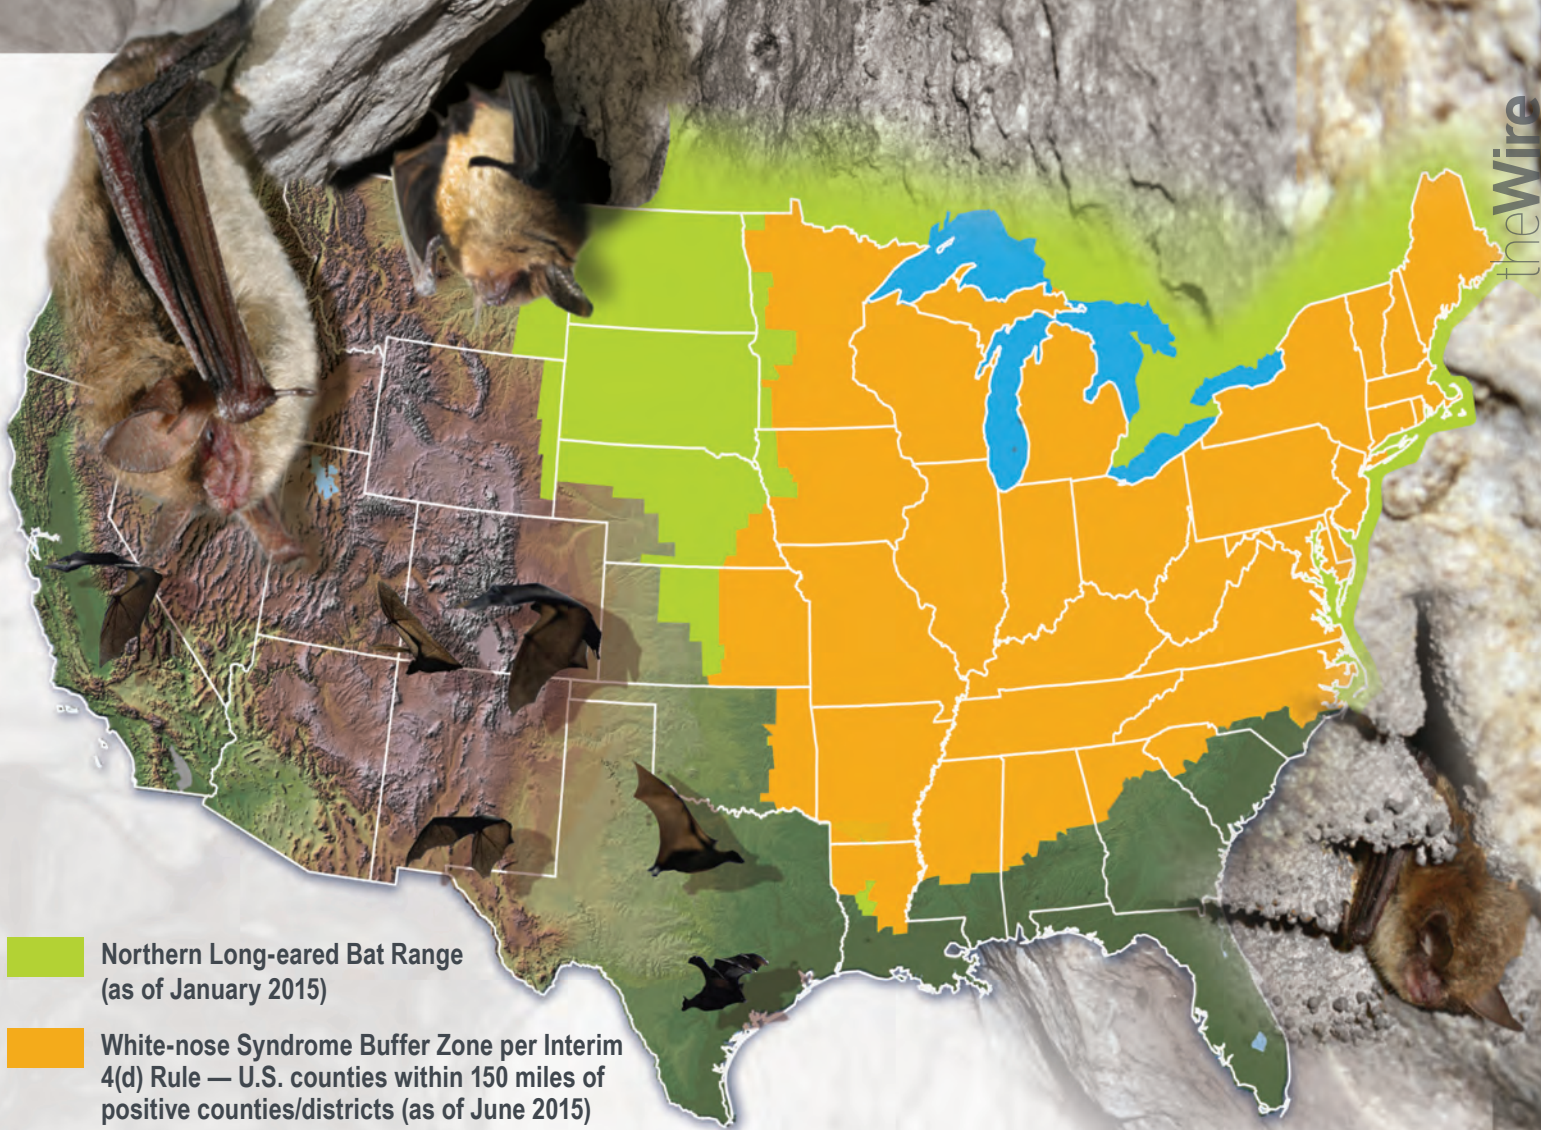 theWire
Northern Long-eared Bat Range
(as of January 2015)
White-nose Syndrome Buffer Zone per Interim
4(d) Rule — U.S. counties within 150 miles of
positive counties/districts (as of June 2015)